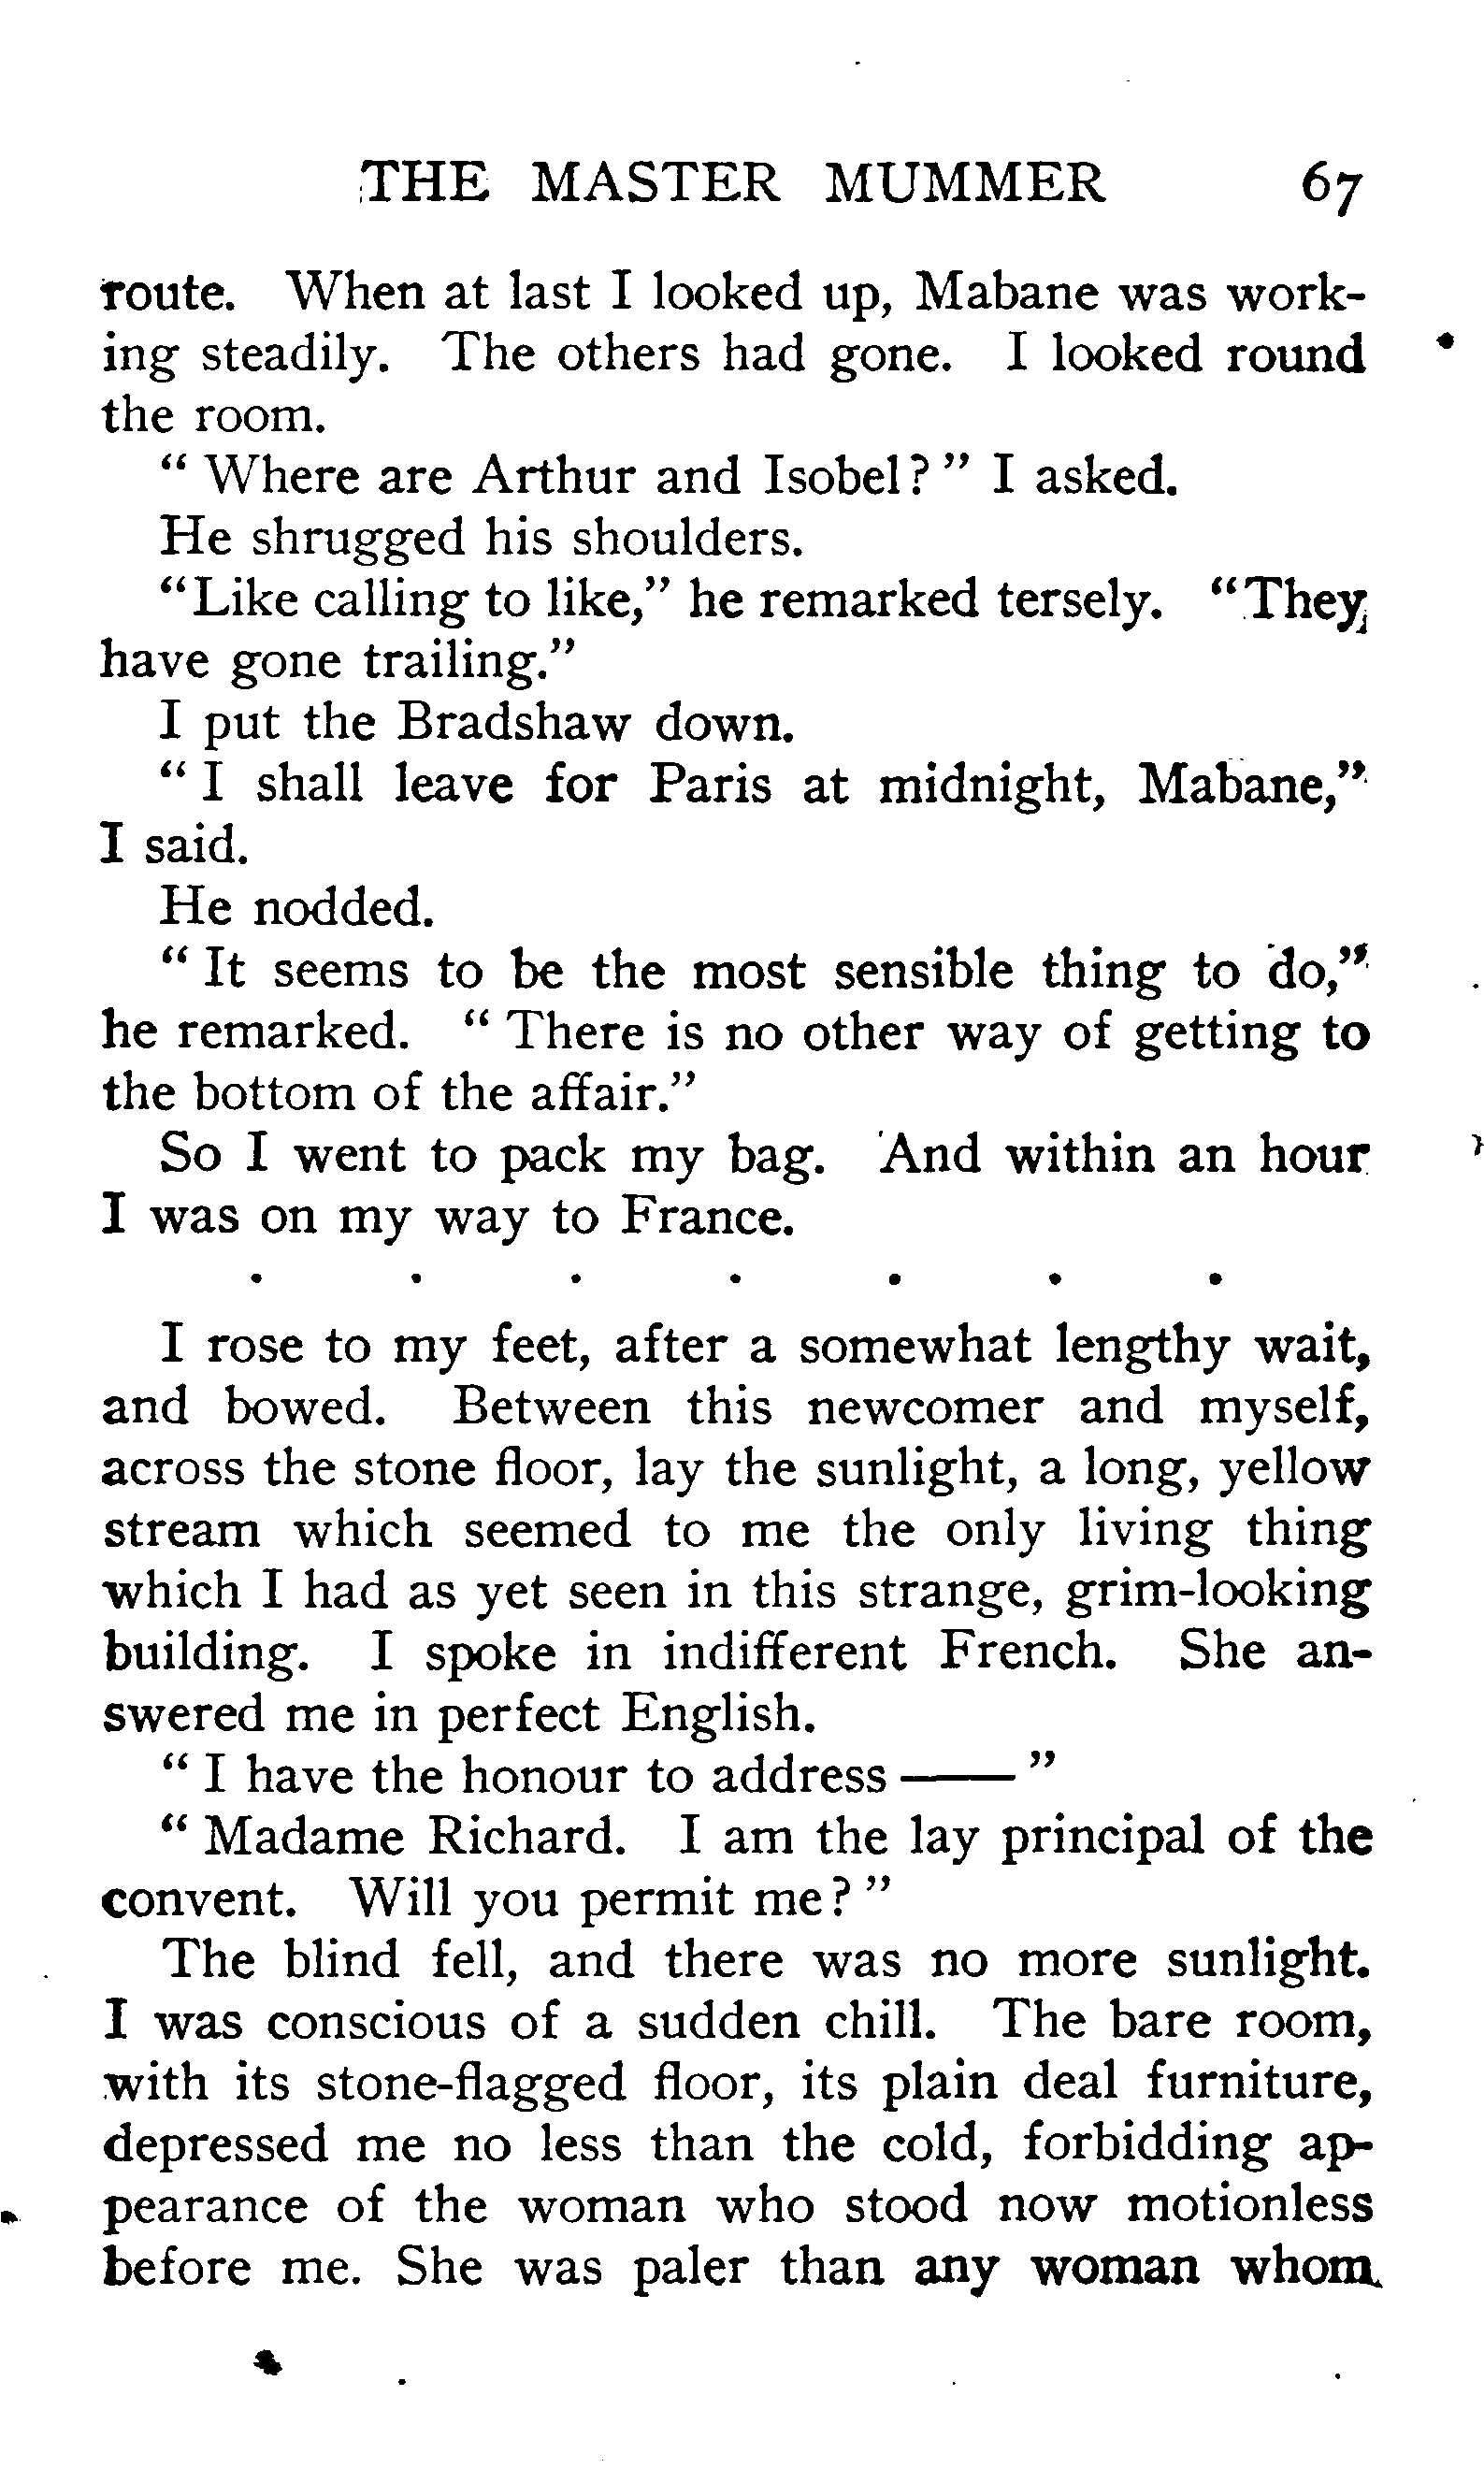 THE MASTER MUMMER 67
route. When at last I looked up, Mabane was work-
ing steadily. The others had gone. I looked round
the room.
" Where are Arthur and Isobel? " I asked.
He shrugged his shoulders.
"Like calling to like," he remarked tersely. "They
have gone trailing."
I put the Bradshaw down.
" I shall leave for Paris at midnight, Mabane,"
I said.
He nodded.
" It seems to be the most sensible thing to do,"
he remarked. " There is no other way of getting to
the bottom of the affair."
So I went to pack my bag. And within an hour
I was on my way to France.
. . . . . . .
I rose to my feet, after a somewhat lengthy wait,
and bowed. Between this newcomer and myself,
across the stone floor, lay the sunlight, a long, yellow
stream which seemed to me the only living thing
which I had as yet seen in this strange, grim-looking
building. I spoke in indifferent French. She an-
swered me in perfect English.
" I have the honour to address —— "
" Madame Richard. I am the lay principal of the
convent. Will you permit me? "
The blind fell, and there was no more sunlight.
I was conscious of a sudden chill. The bare room,
with its stone-flagged floor, its plain deal furniture,
depressed me no less than the cold, forbidding ap-
pearance of the woman who stood now motionless
before me. She was paler than any woman whom